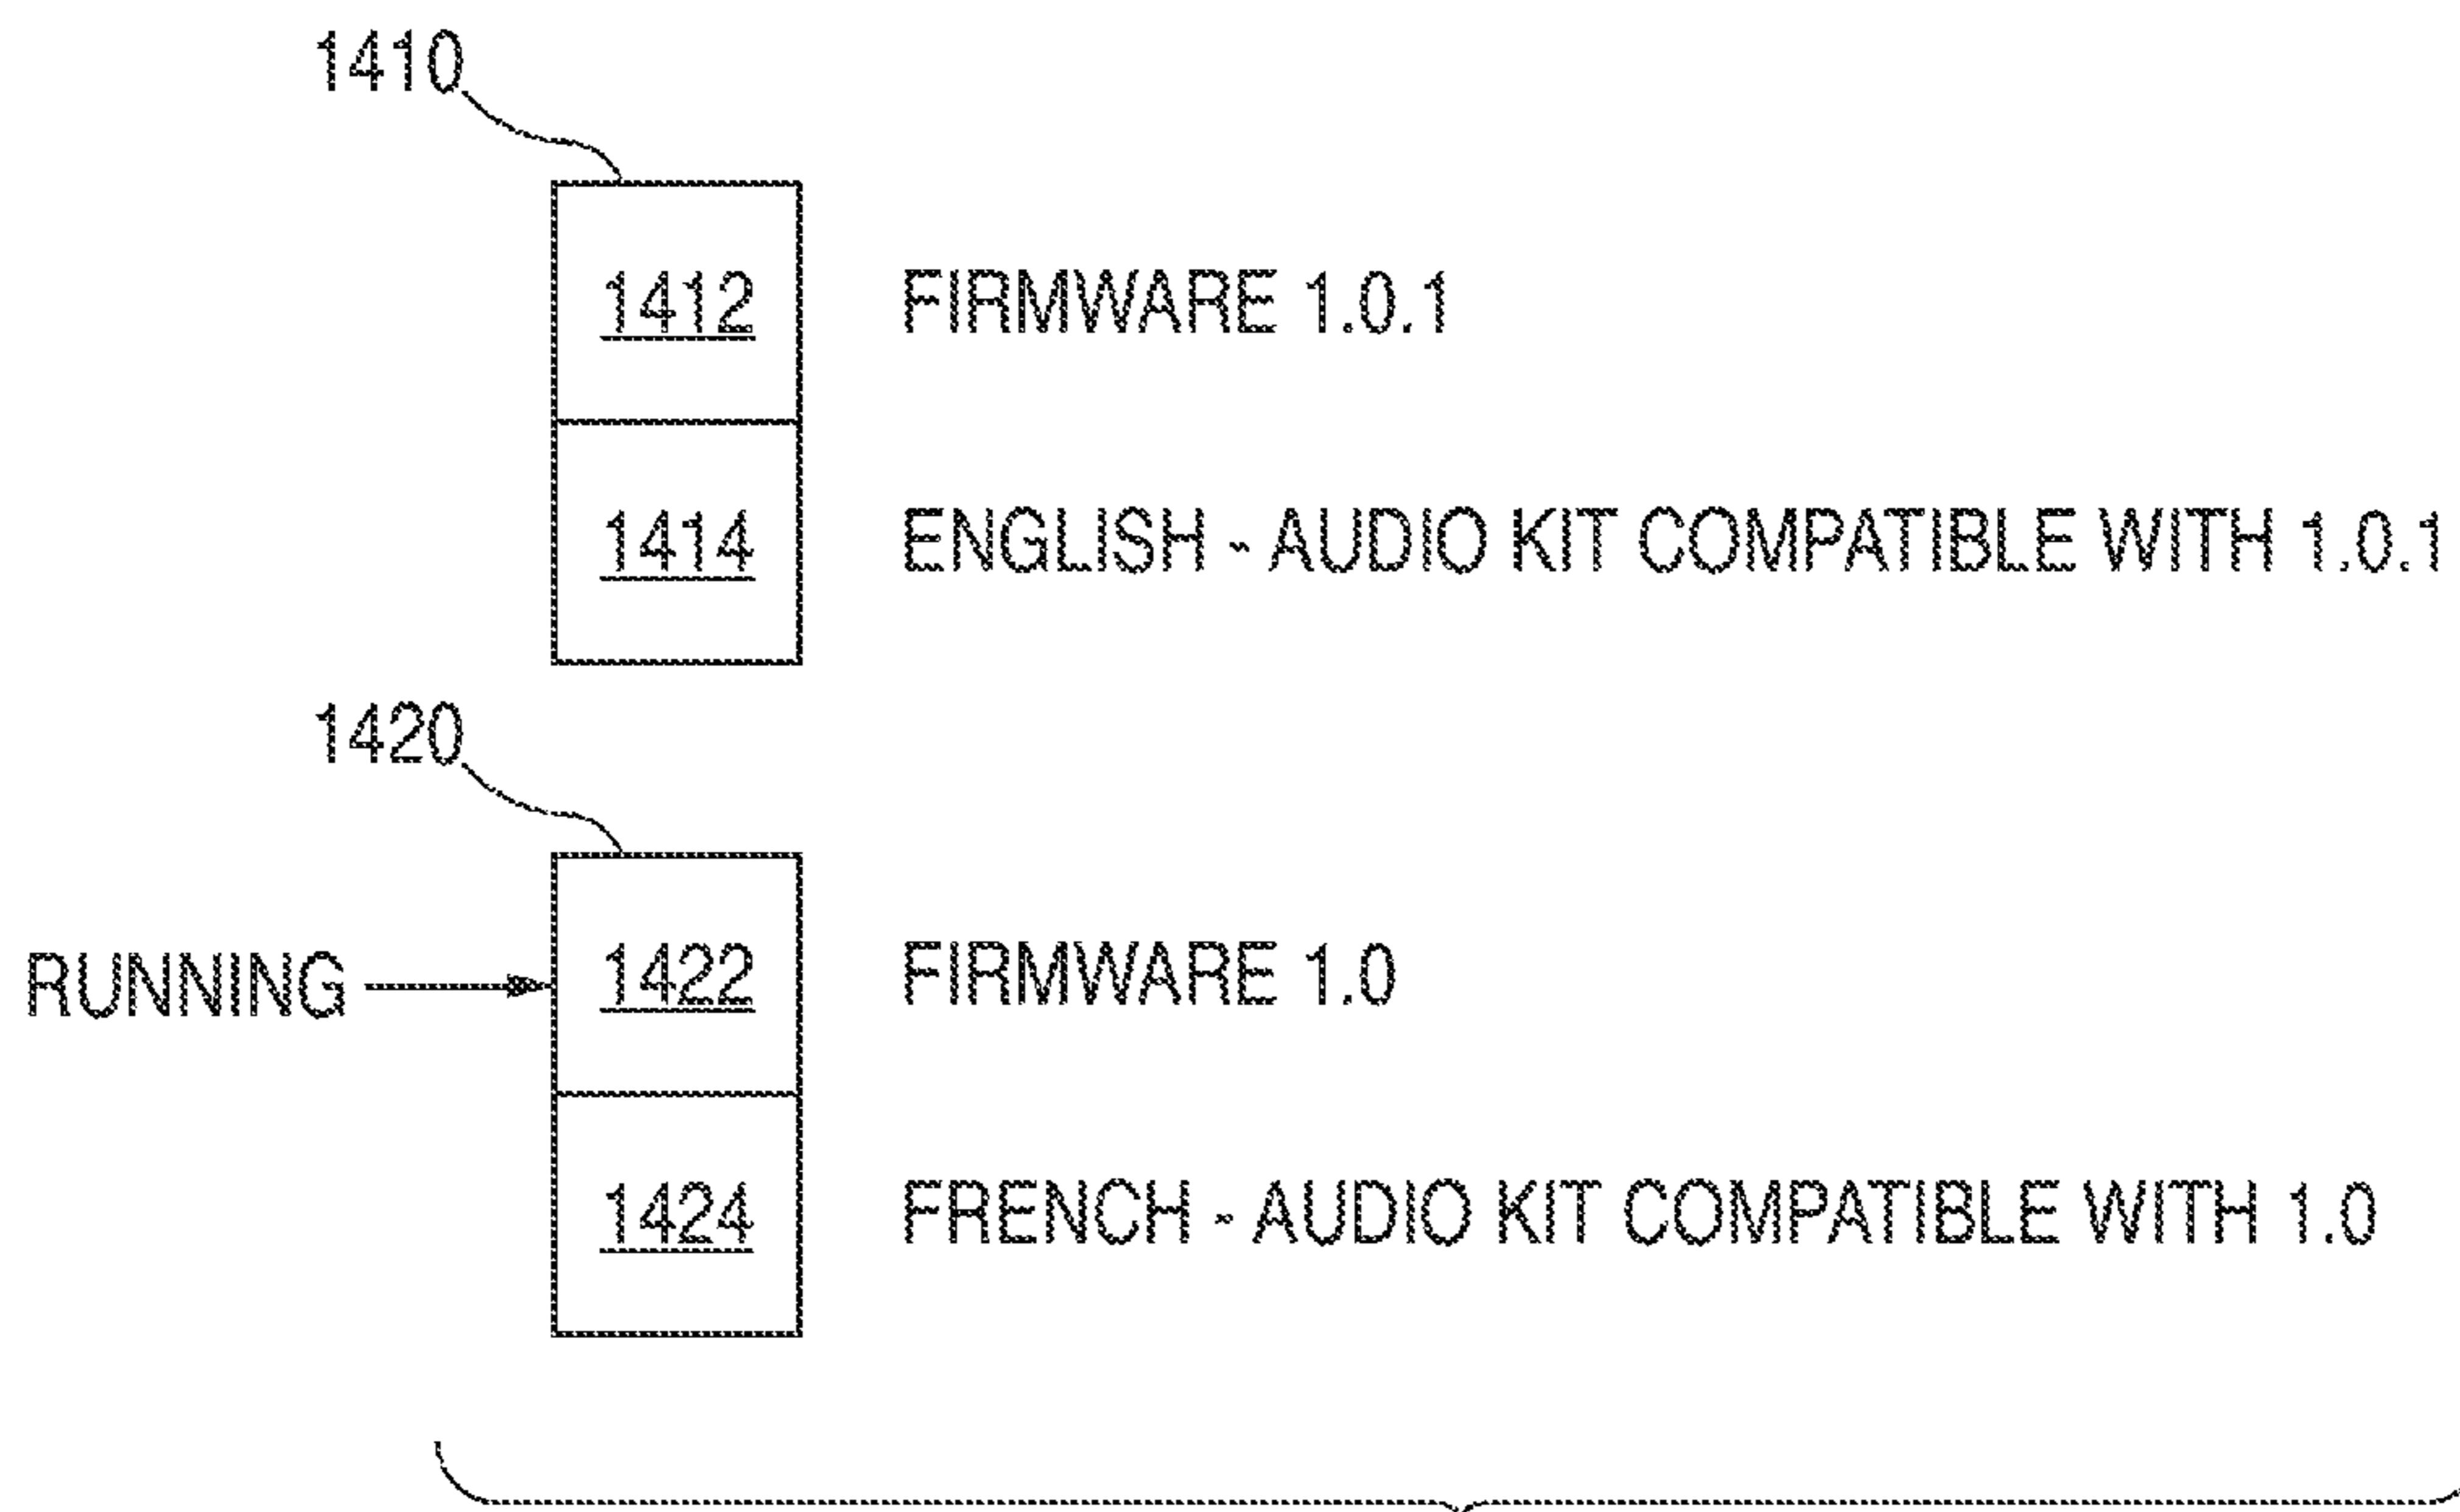 1410
1412 FIRMWARE 1.0.1
1414 ENGLISH - AUDIO KIT COMPATIBLE WITH 1.0.1
1420
RUNNING 1422 FIRMWARE 1.0
1424 FRENCH - AUDIO KIT COMPATIBLE WITH 1.0